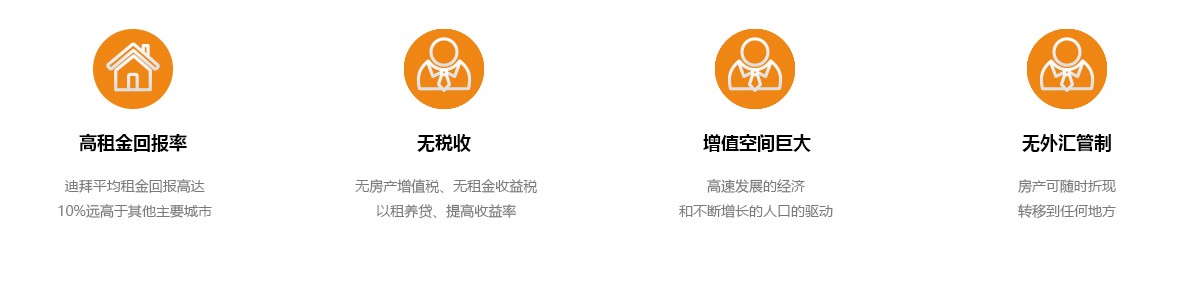 高租金回报率
迪拜平均租金回报高达
10%远高于其他主要城市
无税收
无房产增值税、无租金收益税
以租养贷、提高收益率
增值空间巨大
高速发展的经济
和不断增长的人口的驱动
无外汇管制
房产可随时折现
转移到任何地方